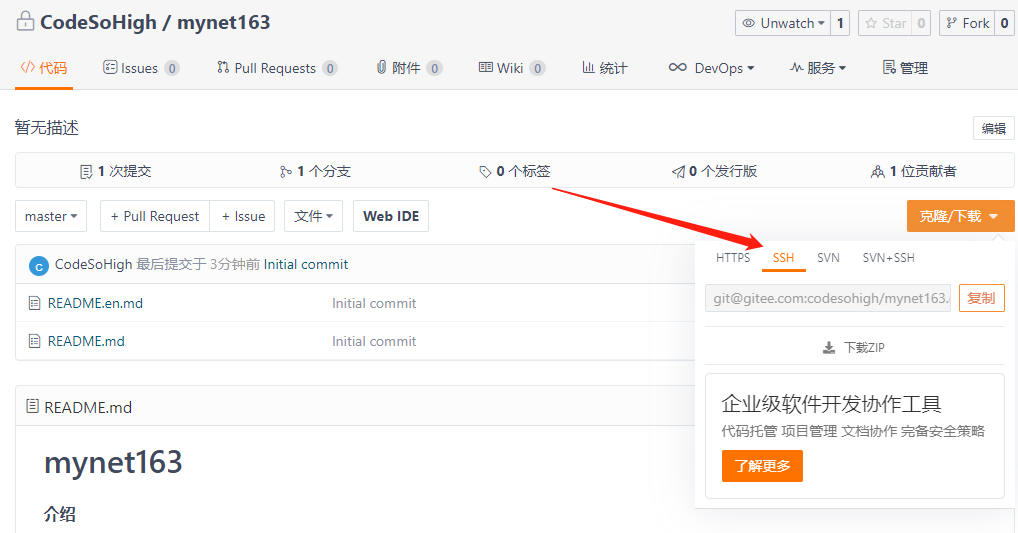 CodeSoHigh / mynet163
Unwatch 1 Star 0 Fork 0
代码 Issues 0 Pull Requests 0 附件 0 Wiki 0 统计 DevOps 服务 管理
暂无描述
编辑
1 次提交 1 个分支 0 个标签 1 位贡献者 0 个发行版
master + Pull Request + Issue 文件 Web IDE 克隆/下载
HTTPS SSH SVN SVN+SSH
git@gitee.com:codesohigh/mynet163. 复制
下载ZIP
企业级软件开发协作工具
代码托管 项目管理 文档协作 完备安全策略
了解更多
C CodeSoHigh 最后提交于 3分钟前 Initial commit
README.en.md Initial commit
README.md Initial commit
README.md
mynet163
介绍